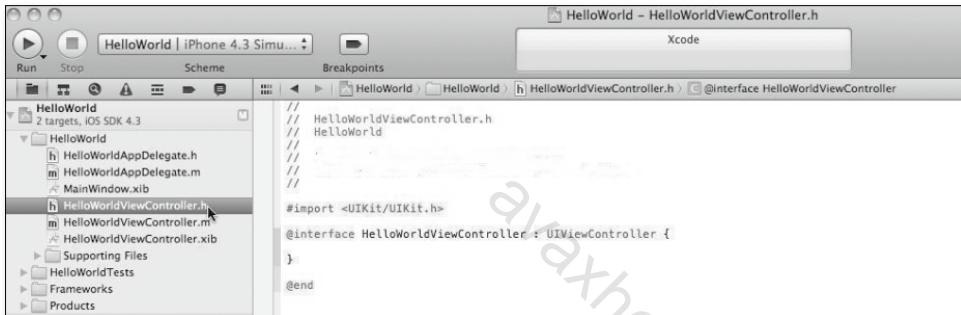 HelloWorld – HelloWorldViewController.h
HelloWorld | iPhone 4.3 Simu...
Xcode
Run Stop Scheme Breakpoints
HelloWorld HelloWorld h HelloWorldViewController.h C @interface HelloWorldViewController
HelloWorld
2 targets, iOS SDK 4.3
HelloWorld
h HelloWorldAppDelegate.h
m HelloWorldAppDelegate.m
MainWindow.xib
h HelloWorldViewController.h
m HelloWorldViewController.m
HelloWorldViewController.xib
Supporting Files
HelloWorldTests
Frameworks
Products
//
// HelloWorldViewController.h
// HelloWorld
//
//
//
//
#import <UIKit/UIKit.h>
@interface HelloWorldViewController : UIViewController {
}
@end